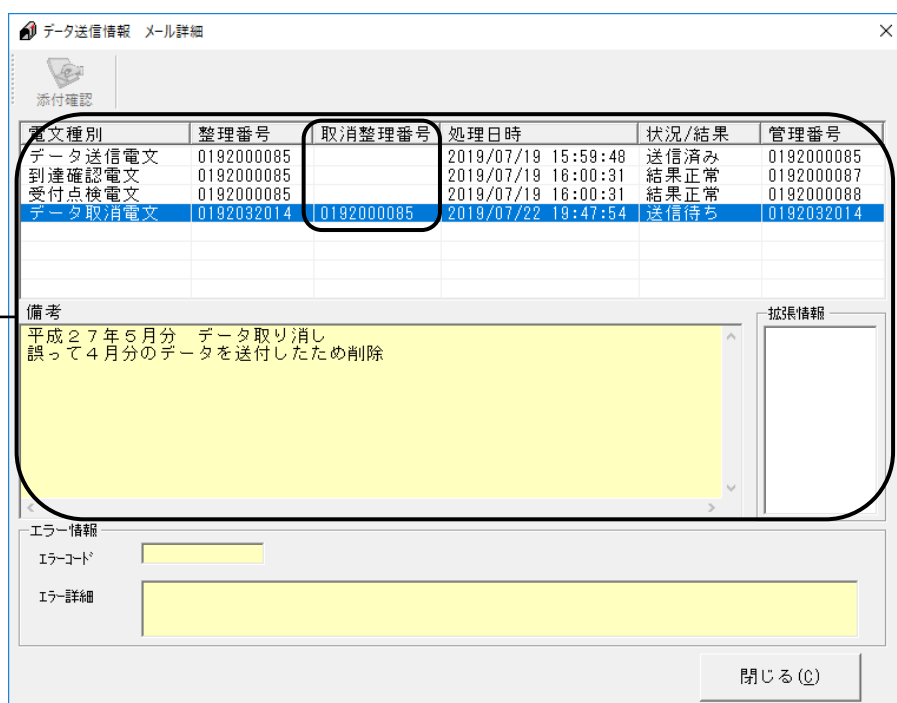 データ送信情報 メール詳細
添付確認
電文種別 整理番号 取消整理番号 処理日時 状況/結果 管理番号
データ送信電文 0192000085 2019/07/19 15:59:48 送信済み 0192000085
到達確認電文 0192000085 2019/07/19 16:00:31 結果正常 0192000087
受付点検電文 0192000085 2019/07/19 16:00:31 結果正常 0192000088
データ取消電文 0192032014 0192000085 2019/07/22 19:47:54 送信待ち 0192032014
備考
拡張情報
平成27年5月分 データ取り消し
誤って4月分のデータを送付したため削除
エラー情報
エラーコード
エラー詳細
閉じる(C)